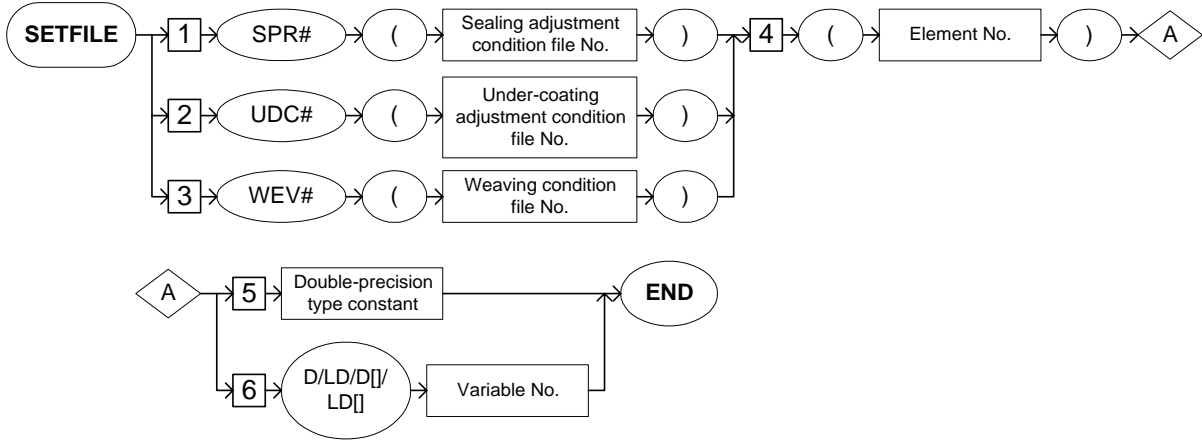 SETFILE
1
SPR#
(
Sealing adjustment
condition file No.
)
4
(
Element No.
)
A
2
UDC#
(
Under-coating
adjustment condition
file No.
)
3
WEV#
(
Weaving condition
file No.
)
A
5
Double-precision
type constant
END
6
D/LD/D[]/
LD[]
Variable No.